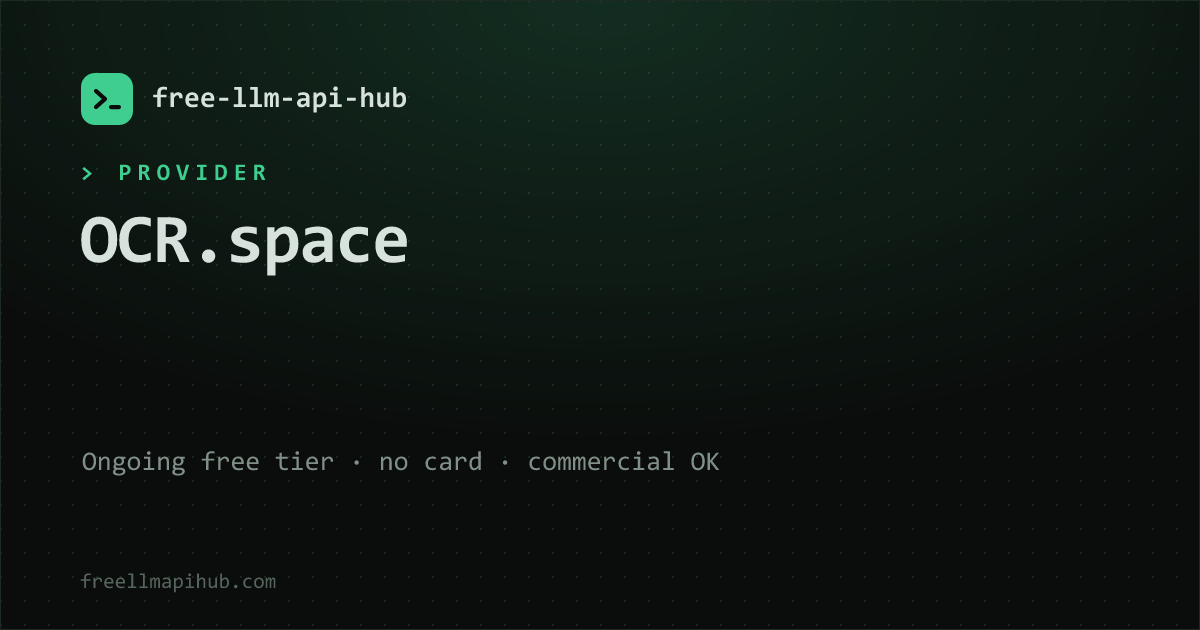 free-llm-api-hub
> PROVIDER
OCR.space
Ongoing free tier · no card · commercial OK
freellmapihub.com